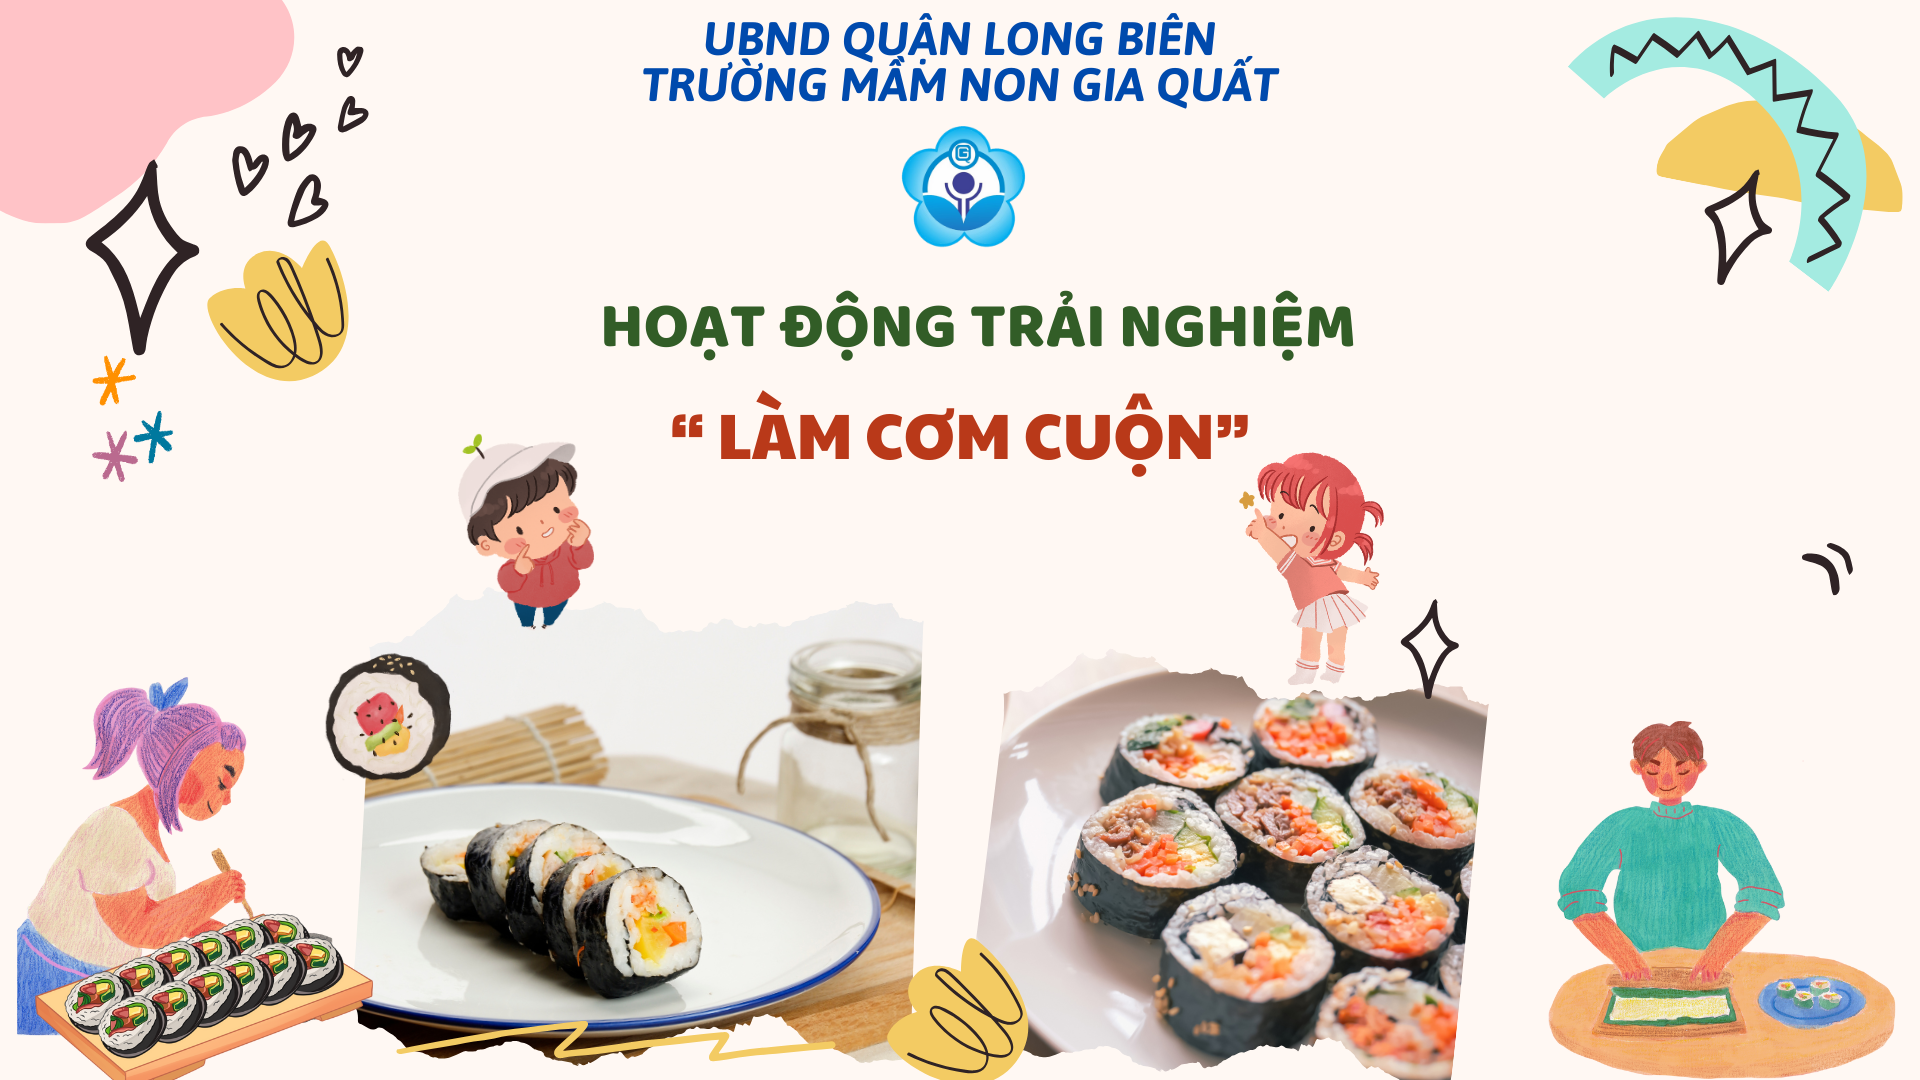 UBND QUẬN LONG BIÊN
TRƯỜNG MẦM NON GIA QUẤT
HOẠT ĐỘNG TRẢI NGHIỆM
“ LÀM CƠM CUỘN”